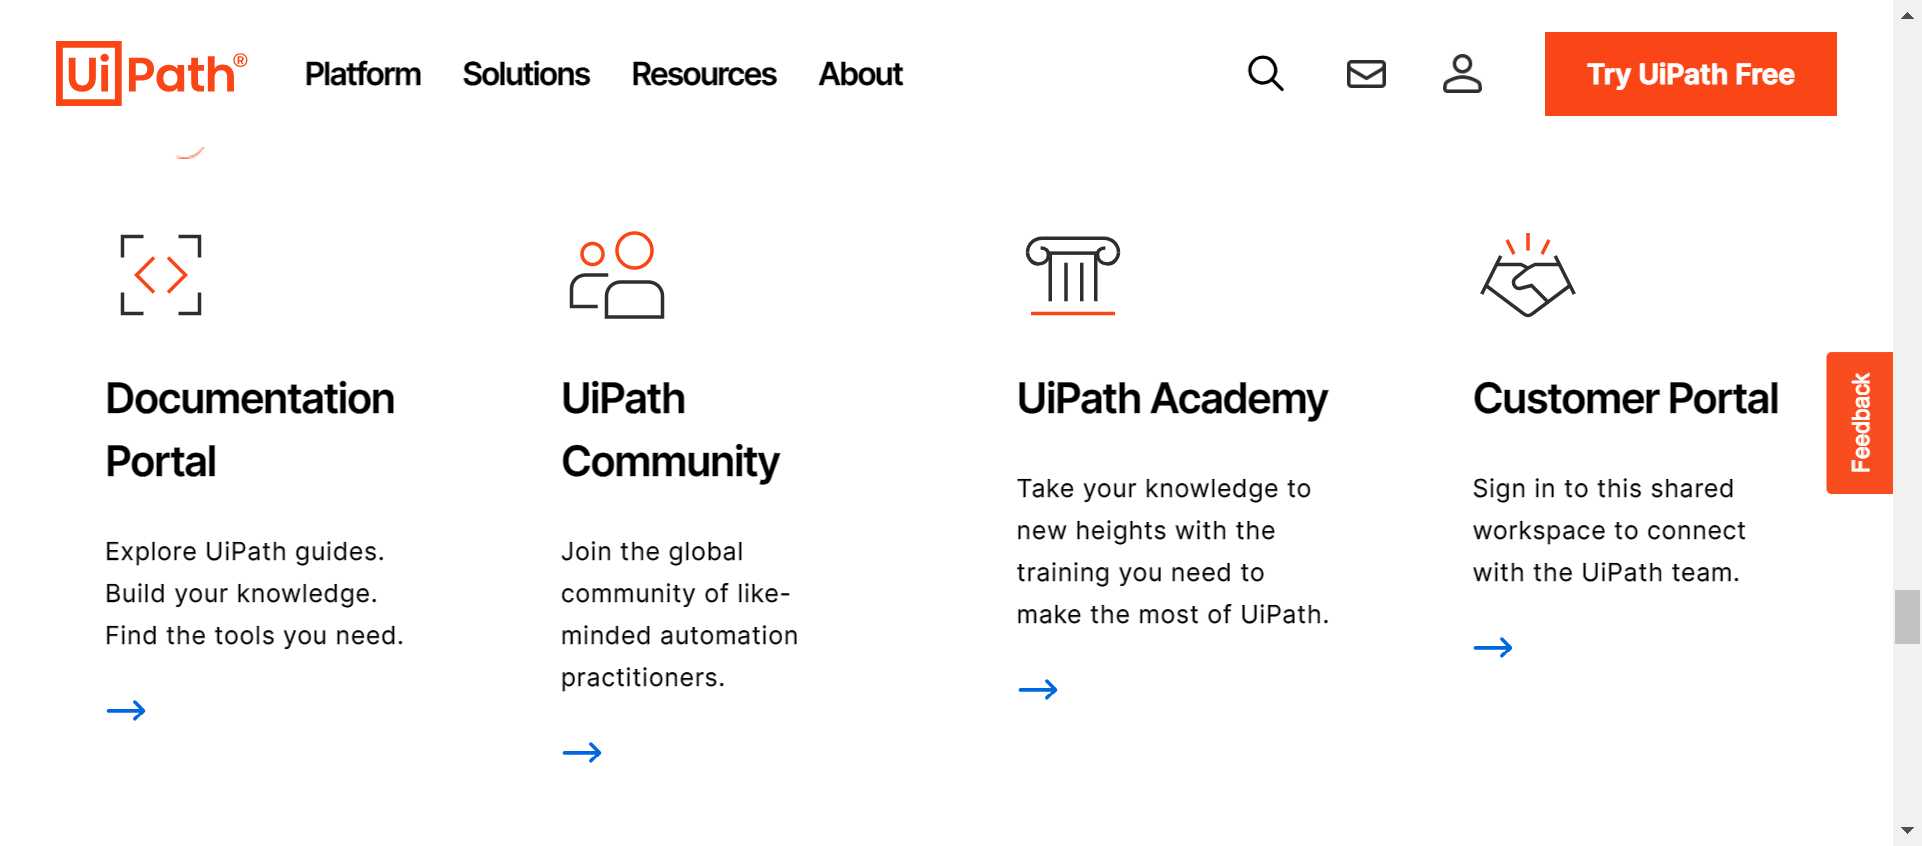 UiPath®
Platform
Solutions
Resources
About
Try UiPath Free
Documentation
Portal
Explore UiPath guides.
Build your knowledge.
Find the tools you need.
UiPath
Community
Join the global
community of like-
minded automation
practitioners.
UiPath Academy
Take your knowledge to
new heights with the
training you need to
make the most of UiPath.
Customer Portal
Sign in to this shared
workspace to connect
with the UiPath team.
Feedback